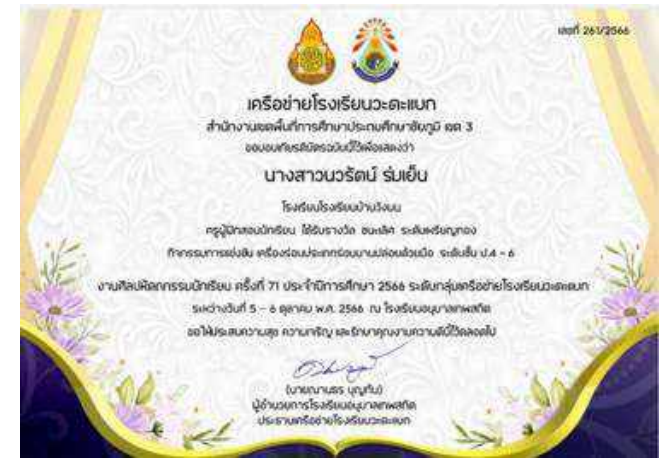 เลขที่ 261/2566
เครือข่ายโรงเรียนวะตะแบก
สำนักงานเขตพื้นที่การศึกษาประถมศึกษาชัยภูมิ เขต 3
ขอมอบเกียรติบัตรฉบับนี้ไว้เพื่อแสดงว่า
นางสาวนวรัตน์ ร่มเย็น
โรงเรียนโรงเรียนบ้านวังมน
ครูผู้ฝึกสอนนักเรียน ได้รับรางวัล ชนะเลิศ ระดับเหรียญทอง
กิจกรรมการแข่งขัน เครื่องร่อนประเภทร่อนนานปล่อยด้วยมือ ระดับชั้น ป.4 - 6
งานศิลปหัตถกรรมนักเรียน ครั้งที่ 71 ประจำปีการศึกษา 2566 ระดับกลุ่มเครือข่ายโรงเรียนวะตะแบก
ระหว่างวันที่ 5 - 6 ตุลาคม พ.ศ. 2566 ณ โรงเรียนอนุบาลเทพสถิต
ขอให้ประสบความสุข ความเจริญ และรักษาคุณงามความดีนี้ไว้ตลอดไป
(นายณานธร บุญทัน)
ผู้อำนวยการโรงเรียนอนุบาลเทพสถิต
ประธานเครือข่ายโรงเรียนวะตะแบก